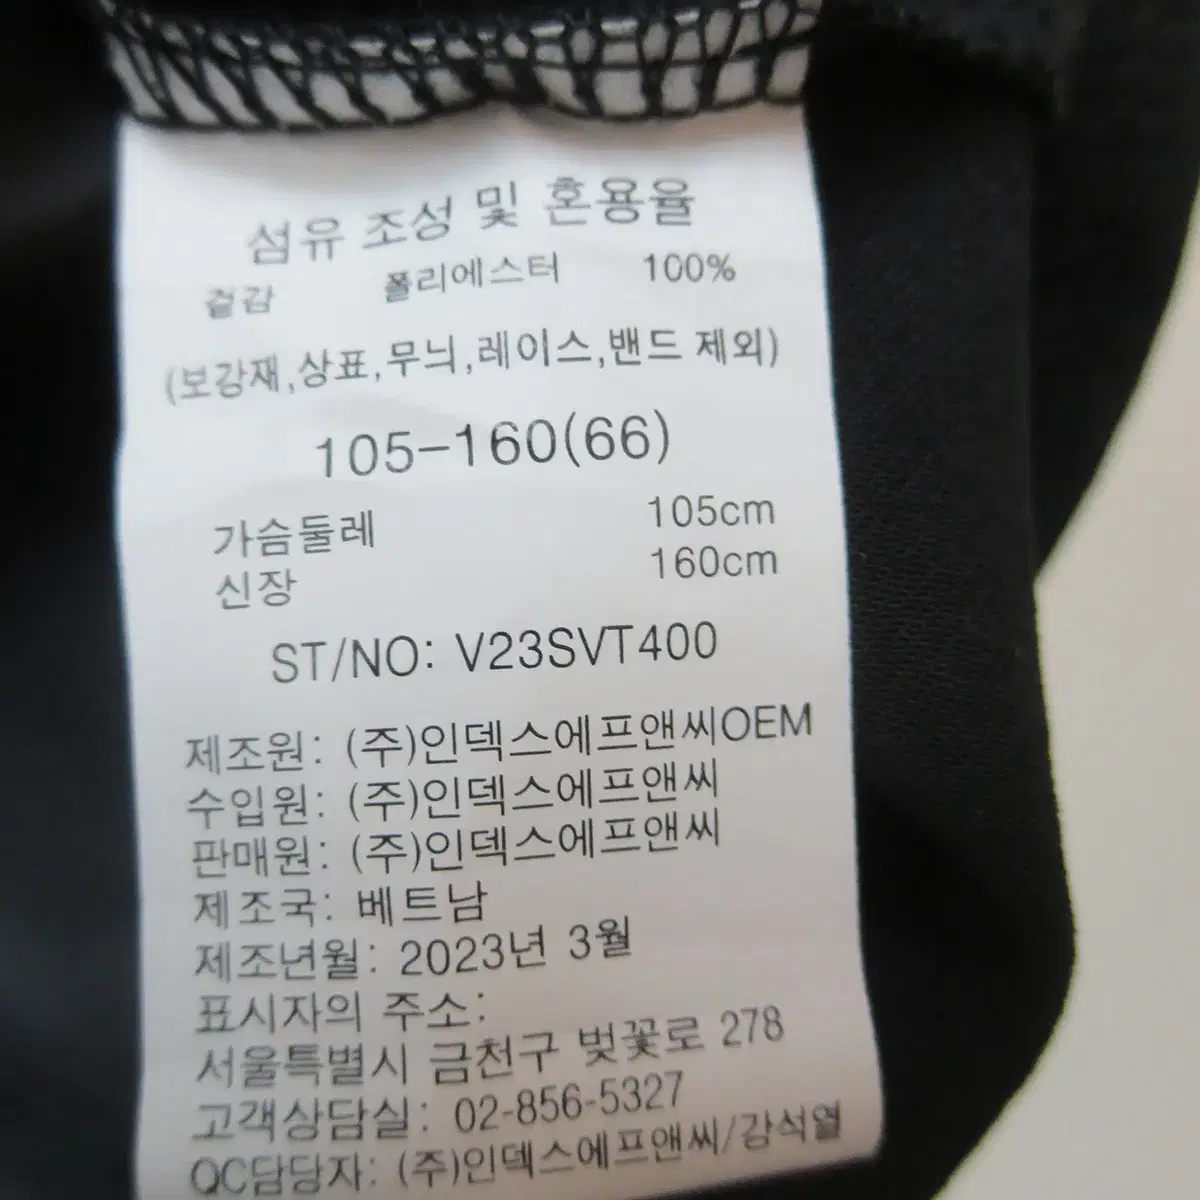 섬유 조성 및 혼용율
겉감 폴리에스터 100%
(보강재,상표,무늬,레이스,밴드 제외)
105-160(66)
가슴둘레 105cm
신장 160cm
ST/NO: V23SVT400
제조원: (주)인덱스에프앤씨OEM
수입원: (주)인덱스에프앤씨
판매원: (주)인덱스에프앤씨
제조국: 베트남
제조년월: 2023년 3월
표시자의 주소:
서울특별시 금천구 벚꽃로 278
고객상담실: 02-856-5327
QC담당자: (주)인덱스에프앤씨/강석열